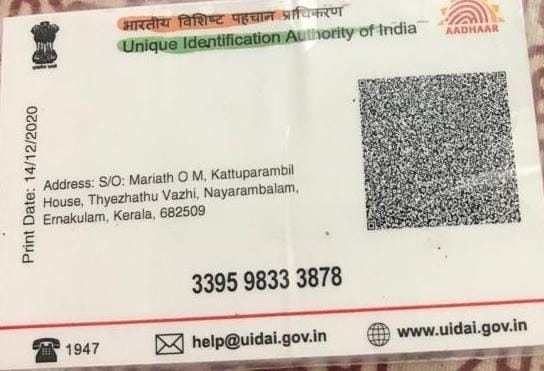 भारतीय विशिष्ट पहचान प्राधिकरण
Unique Identification Authority of India
AADHAAR
Print Date: 14/12/2020
Address: S/O: Mariath O M, Kattuparambil
House, Thyezhathu Vazhi, Nayarambalam,
Ernakulam, Kerala, 682509
3395 9833 3878
1947
help@uidai.gov.in
www.uidai.gov.in